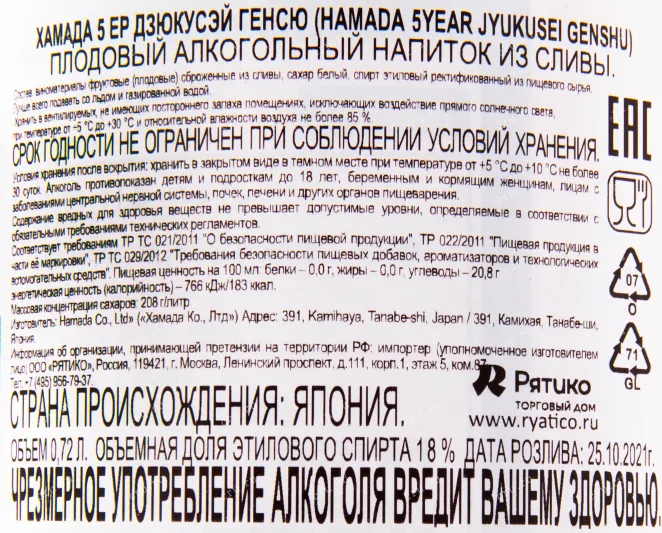 ХАМАДА 5 ЕР ДЗЮКУСЭЙ ГЕНСЮ (HAMADA 5YEAR JYUKUSEI GENSHU)
ПЛОДОВЫЙ АЛКОГОЛЬНЫЙ НАПИТОК ИЗ СЛИВЫ.
Состав: виноматериалы фруктовые (плодовые) сброженные из сливы, сахар белый, спирт этиловый ректификованный из пищевого сырья.
Лучше всего подавать со льдом и газированной водой.
Хранить в вентилируемых, не имеющих постороннего запаха помещениях, исключающих воздействие прямого солнечного света,
при температуре от +5 °С до +30 °С и относительной влажности воздуха не более 85 %.
СРОК ГОДНОСТИ НЕ ОГРАНИЧЕН ПРИ СОБЛЮДЕНИИ УСЛОВИЙ ХРАНЕНИЯ.
Условия хранения после вскрытия: хранить в закрытом виде в темном месте при температуре от +5 °С до +10 °С не более
30 суток. Алкоголь противопоказан детям и подросткам до 18 лет, беременным и кормящим женщинам, лицам с
заболеваниями центральной нервной системы, почек, печени и других органов пищеварения.
Содержание вредных для здоровья веществ не превышает допустимые уровни, определяемые в соответствии с
обязательными требованиями технических регламентов.
Соответствует требованиям ТР ТС 021/2011 "О безопасности пищевой продукции", ТР 022/2011 "Пищевая продукция в
части её маркировки", ТР ТС 029/2012 "Требования безопасности пищевых добавок, ароматизаторов и технологических
вспомогательных средств". Пищевая ценность на 100 мл: белки – 0,0 г, жиры – 0,0 г, углеводы – 20,8 г
энергетическая ценность (калорийность) – 766 кДж/183 ккал.
Массовая концентрация сахаров: 208 г/литр
Изготовитель: Hamada Co., Ltd» («Хамада Ко., Лтд») Адрес: 391, Kamihaya, Tanabe-shi, Japan / 391, Камихая, Танабе-ши,
Япония.
Информация об организации, принимающей претензии на территории РФ: импортер (уполномоченное изготовителем
лицо) ООО «РЯТИКО», Россия, 119421, г. Москва, Ленинский проспект, д.111, корп.1, этаж 5, ком.87
Тел.:+7 (495) 956-79-37.
EAC
07
O
71
GL
Рятико
ТОРГОВЫЙ ДОМ
www.ryatico.ru
СТРАНА ПРОИСХОЖДЕНИЯ: ЯПОНИЯ.
ОБЪЕМ 0,72 Л. ОБЪЕМНАЯ ДОЛЯ ЭТИЛОВОГО СПИРТА 18 % ДАТА РОЗЛИВА: 25.10.2021г.
ЧРЕЗМЕРНОЕ УПОТРЕБЛЕНИЕ АЛКОГОЛЯ ВРЕДИТ ВАШЕМУ ЗДОРОВЬЮ.